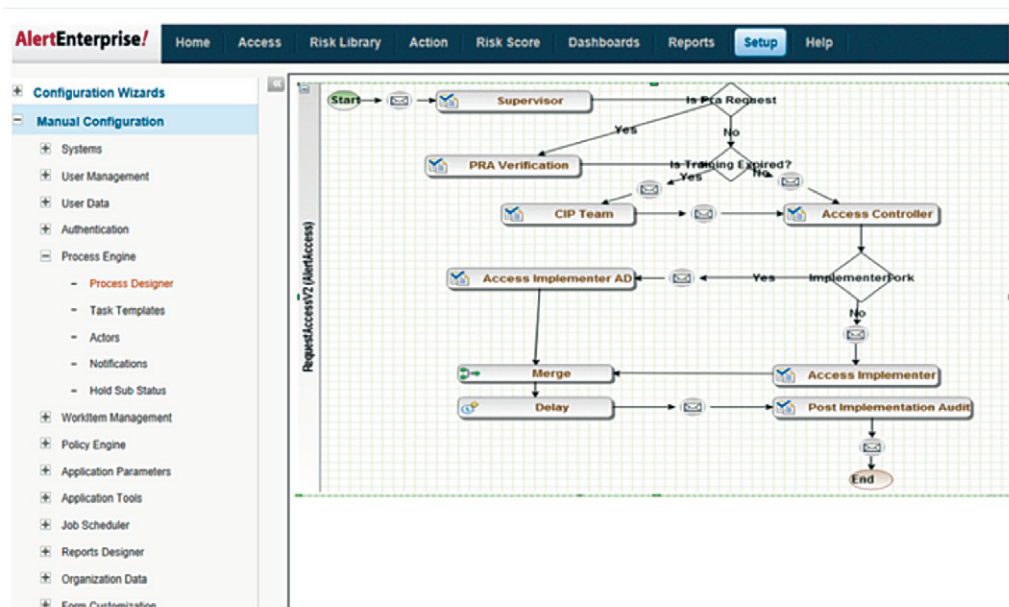 AlertEnterprise!
Home Access Risk Library Action Risk Score Dashboards Reports Setup Help
Configuration Wizards
Manual Configuration
Systems
User Management
User Data
Authentication
Process Engine
Process Designer
Task Templates
Actors
Notifications
Hold Sub Status
WorkItem Management
Policy Engine
Application Parameters
Application Tools
Job Scheduler
Reports Designer
Organization Data
Form Customization
RequestAccessV2 (AlertAccess)
Start
Supervisor
Is Pra Request
Yes
No
PRA Verification
Is Training Expired?
Yes
No
CIP Team
Access Controller
Access Implementer AD
Yes
ImplementerFork
No
Merge
Access Implementer
Delay
Post Implementation Audit
End